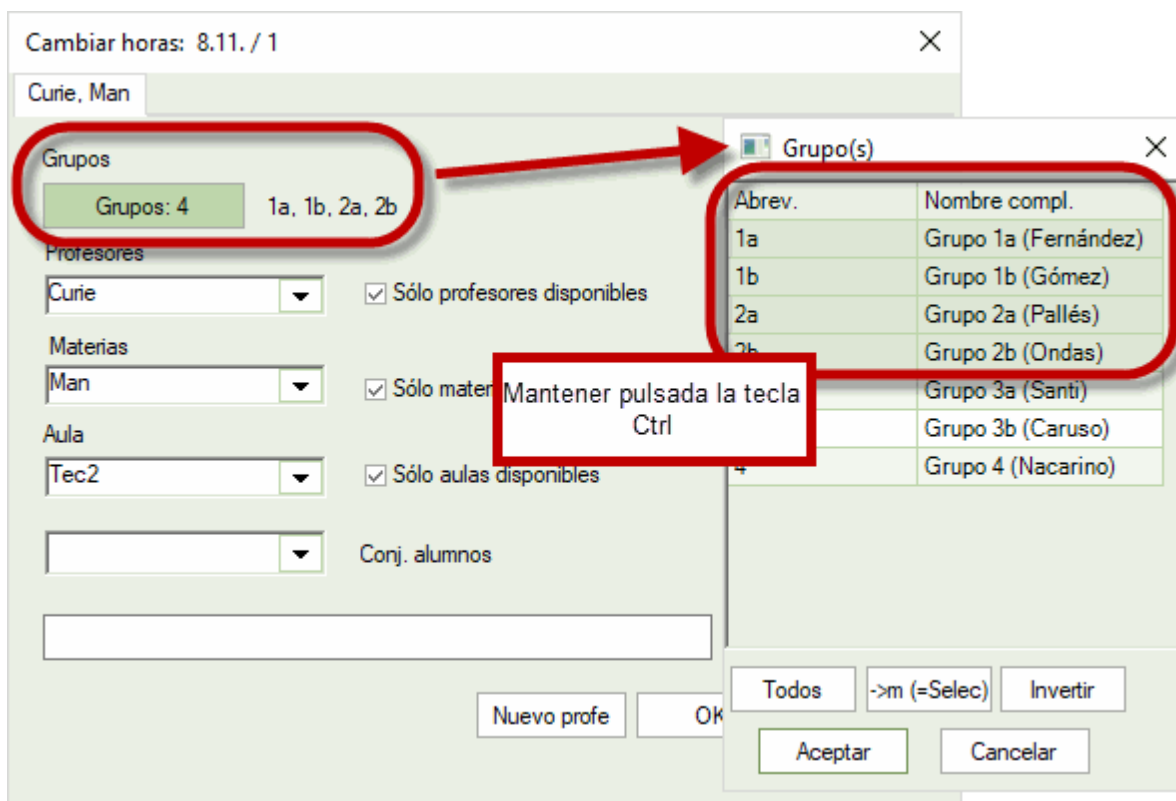 Cambiar horas: 8.11. / 1
Curie, Man
Grupos
Grupos: 4 1a, 1b, 2a, 2b
Profesores
Curie Sólo profesores disponibles
Materias
Man Sólo mater
Aula
Tec2 Sólo aulas disponibles
Conj. alumnos
Nuevo profe OK
Mantener pulsada la tecla
Ctrl
Grupo(s)
Abrev. Nombre compl.
1a Grupo 1a (Fernández)
1b Grupo 1b (Gómez)
2a Grupo 2a (Pallés)
2b Grupo 2b (Ondas)
Grupo 3a (Santi)
Grupo 3b (Caruso)
4 Grupo 4 (Nacarino)
Todos ->m (=Selec) Invertir
Aceptar Cancelar